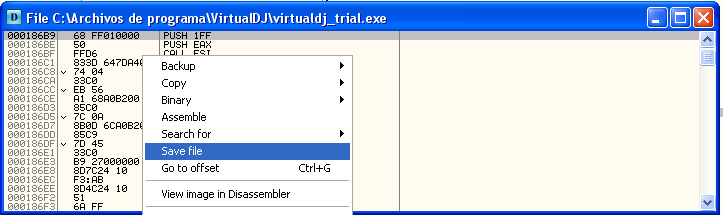 D File C:\Archivos de programa\VirtualDJ\virtualdj_trial.exe
000186B9 68 FF010000 PUSH 1FF
000186BE 50 PUSH EAX
000186BF FFD6 CALL ESI
000186C1 833D 647DA40
000186C8 74 04
000186CA 33C0
000186CC EB 56
000186CE A1 68A0B200
000186D3 85C0
000186D5 7C 0A
000186D7 8B0D 6CA0B20
000186DD 85C9
000186DF 7D 45
000186E1 33C0
000186E3 B9 27000000
000186E8 8D7C24 10
000186EC F3:AB
000186EE 8D4C24 10
000186F2 51
000186F3 6A FF
Backup
Copy
Binary
Assemble
Search for
Save file
Go to offset Ctrl+G
View image in Disassembler